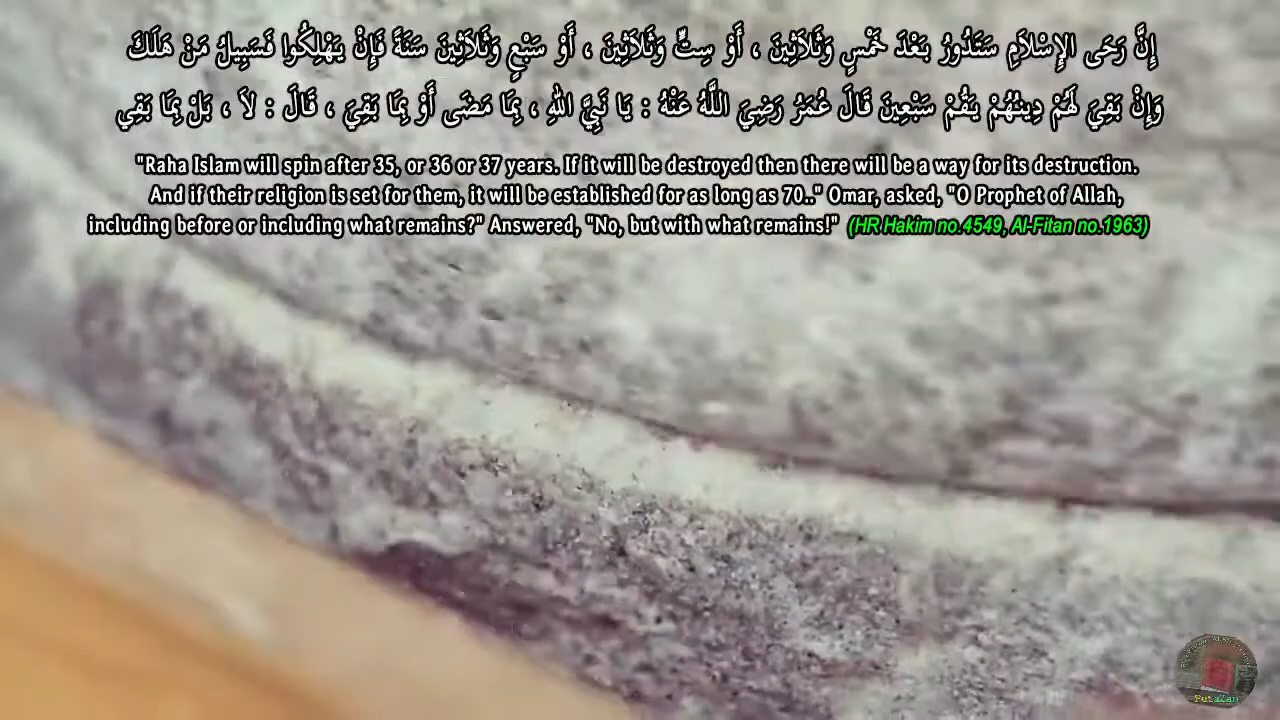 إِنَّ رَحَى الإِسْلَامِ سَتَدُورُ بَعْدَ خَمْسٍ وَثَلَاثِينَ ، أَوْ سِتٍّ وَثَلَاثِينَ ، أَوْ سَبْعٍ وَثَلَاثِينَ سَنَةً فَإِنْ يَهْلِكُوا فَسَبِيلُ مَنْ هَلَكَ
وَإِنْ بَقِيَ لَهُمْ دِينُهُمْ يَقُمْ سَبْعِينَ قَالَ عُمَرُ رَضِيَ اللَّهُ عَنْهُ : يَا نَبِيَّ اللهِ ، بِمَا مَضَى أَوْ بِمَا بَقِيَ ، قَالَ : لاَ ، بَلْ بِمَا بَقِي
"Raha Islam will spin after 35, or 36 or 37 years. If it will be destroyed then there will be a way for its destruction.
And if their religion is set for them, it will be established for as long as 70.." Omar, asked, "O Prophet of Allah,
including before or including what remains?" Answered, "No, but with what remains!" (HR Hakim no.4549, Al-Fitan no.1963)
PutaZan